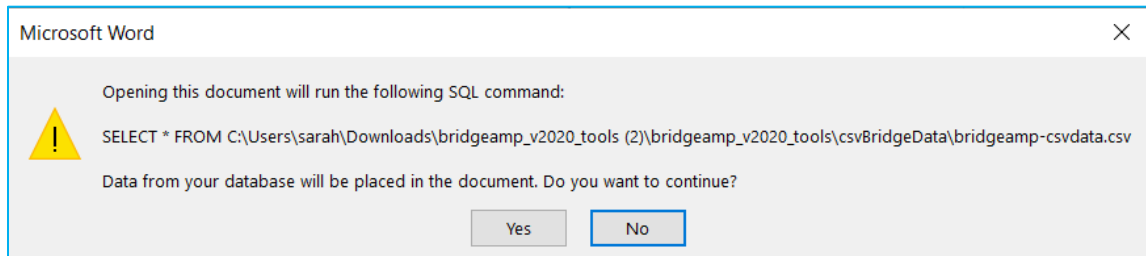 Microsoft Word
Opening this document will run the following SQL command:
SELECT * FROM C:\Users\sarah\Downloads\bridgeamp_v2020_tools (2)\bridgeamp_v2020_tools\csvBridgeData\bridgeamp-csvdata.csv
Data from your database will be placed in the document. Do you want to continue?
Yes
No